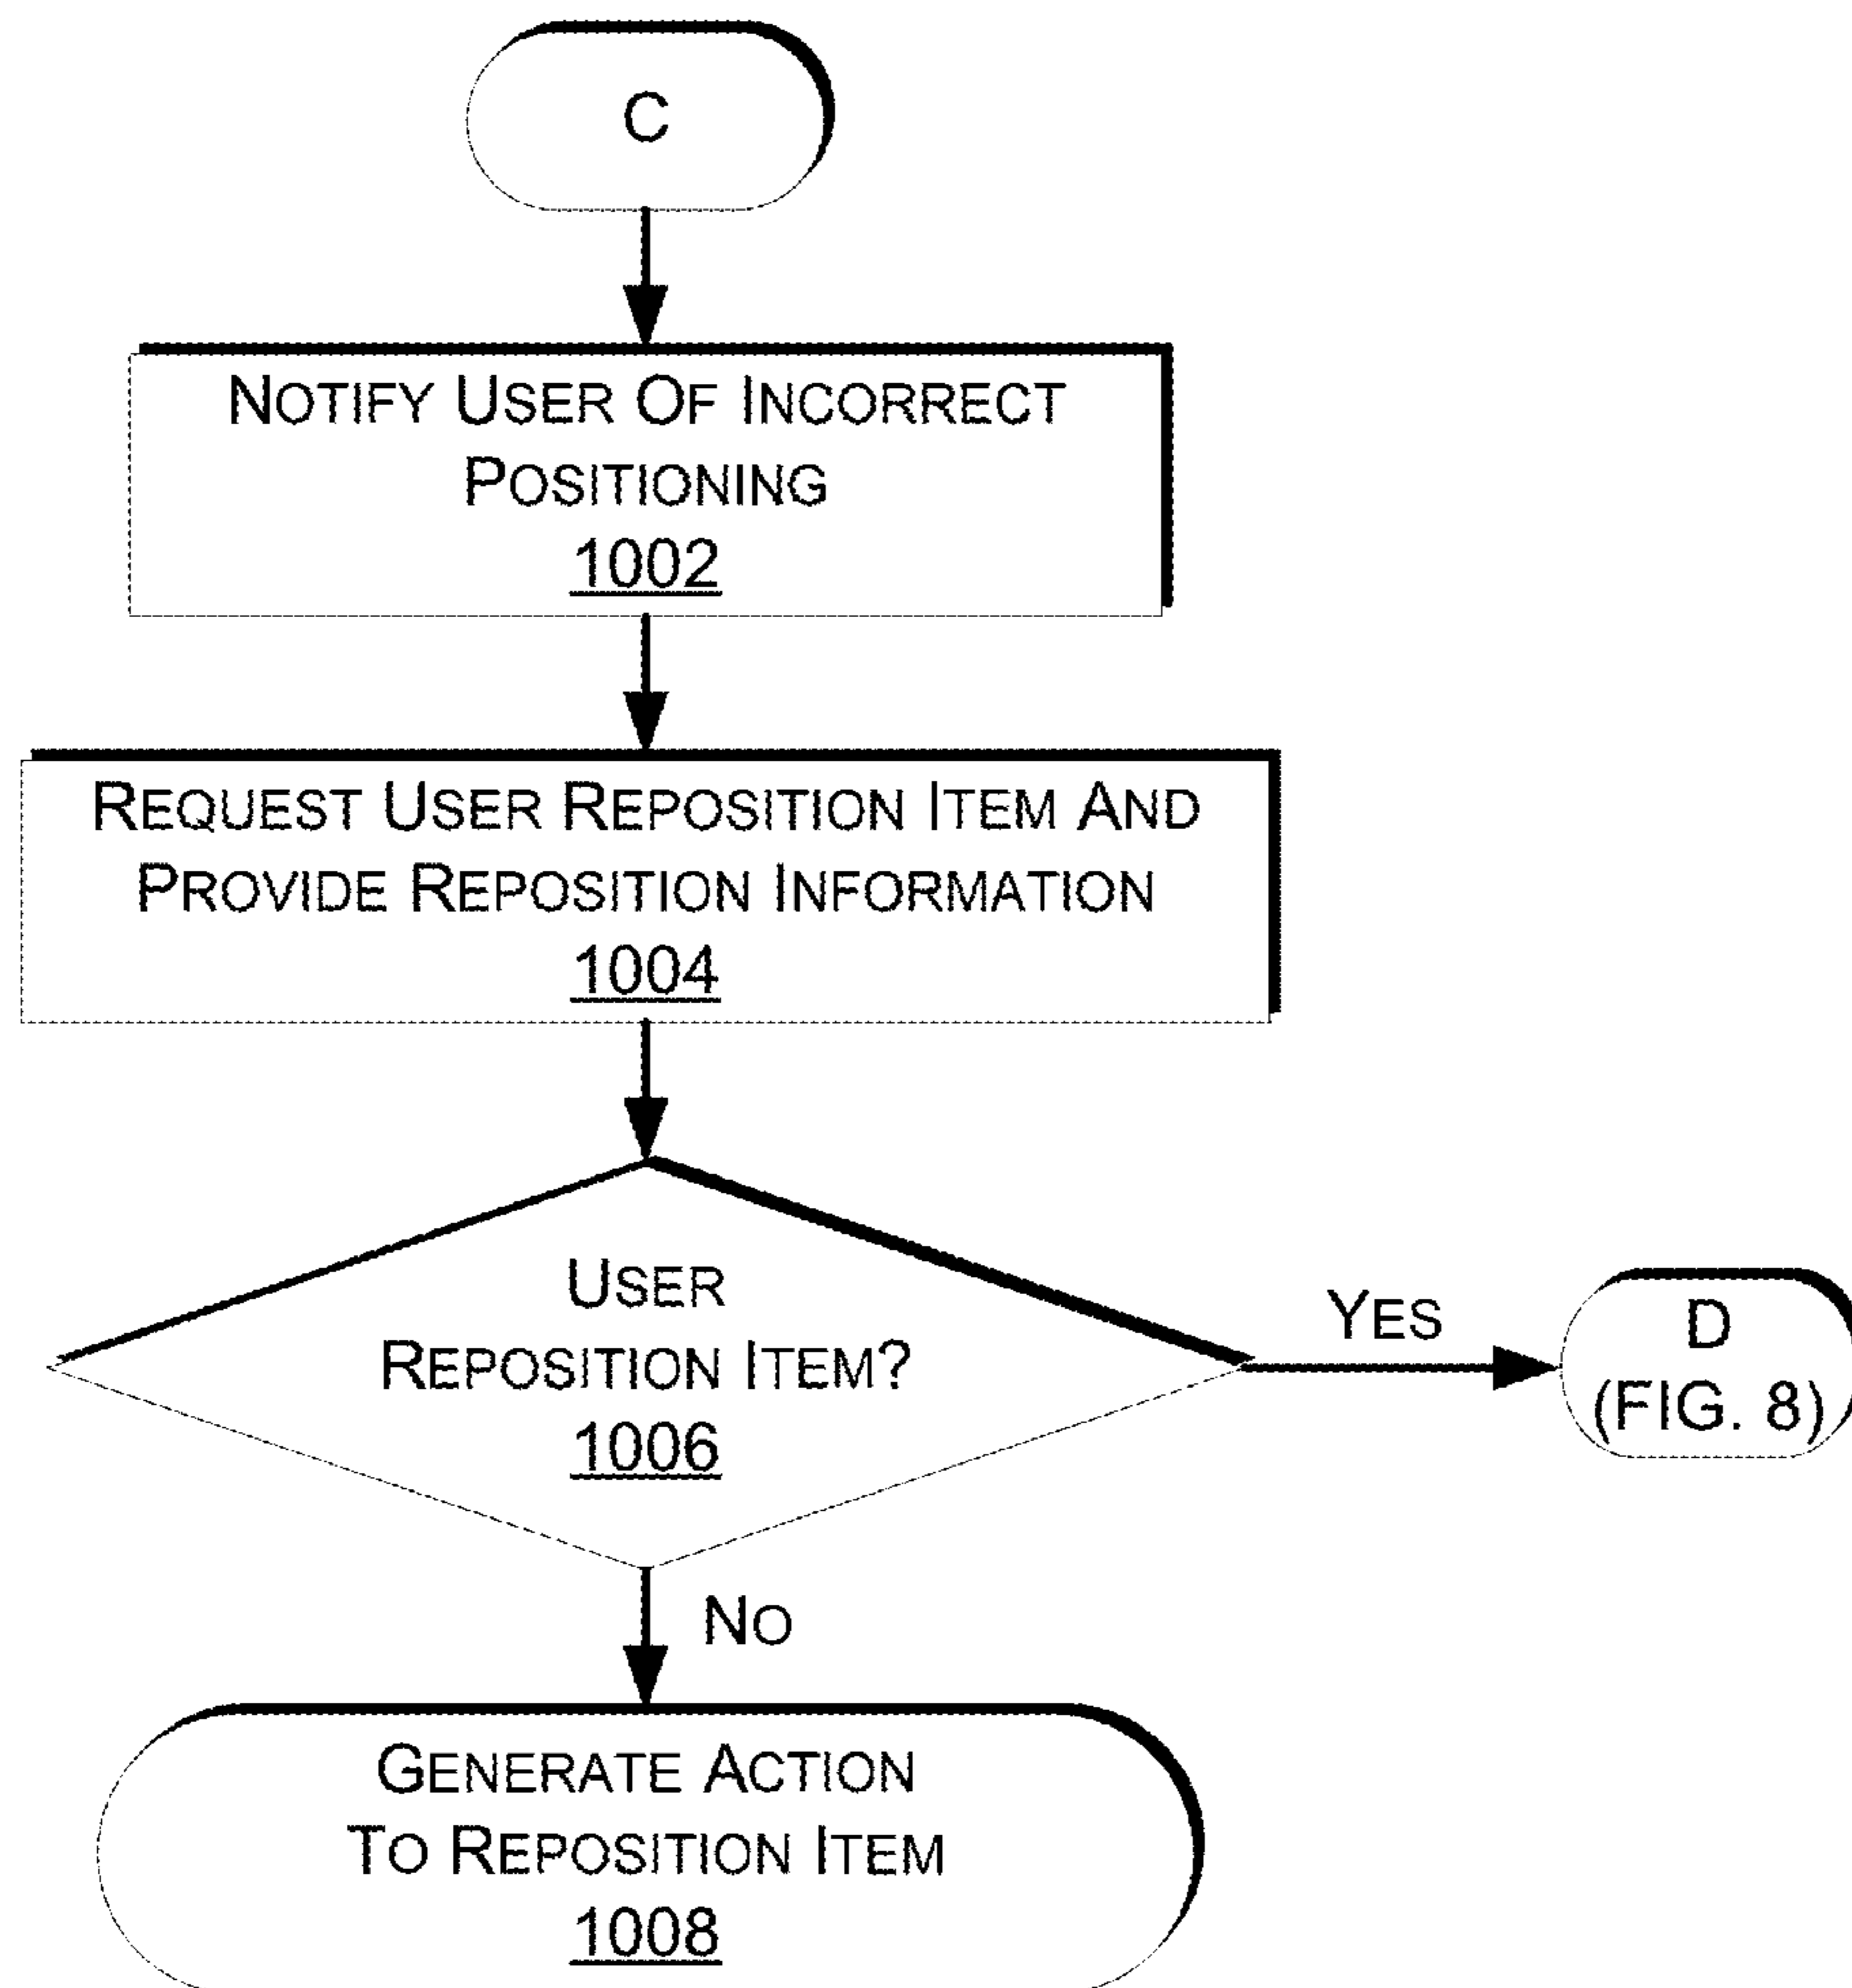 C
NOTIFY USER OF INCORRECT
POSITIONING
1002
REQUEST USER REPOSITION ITEM AND
PROVIDE REPOSITION INFORMATION
1004
USER
REPOSITION ITEM?
1006
YES
D
(FIG. 8)
NO
GENERATE ACTION
TO REPOSITION ITEM
1008